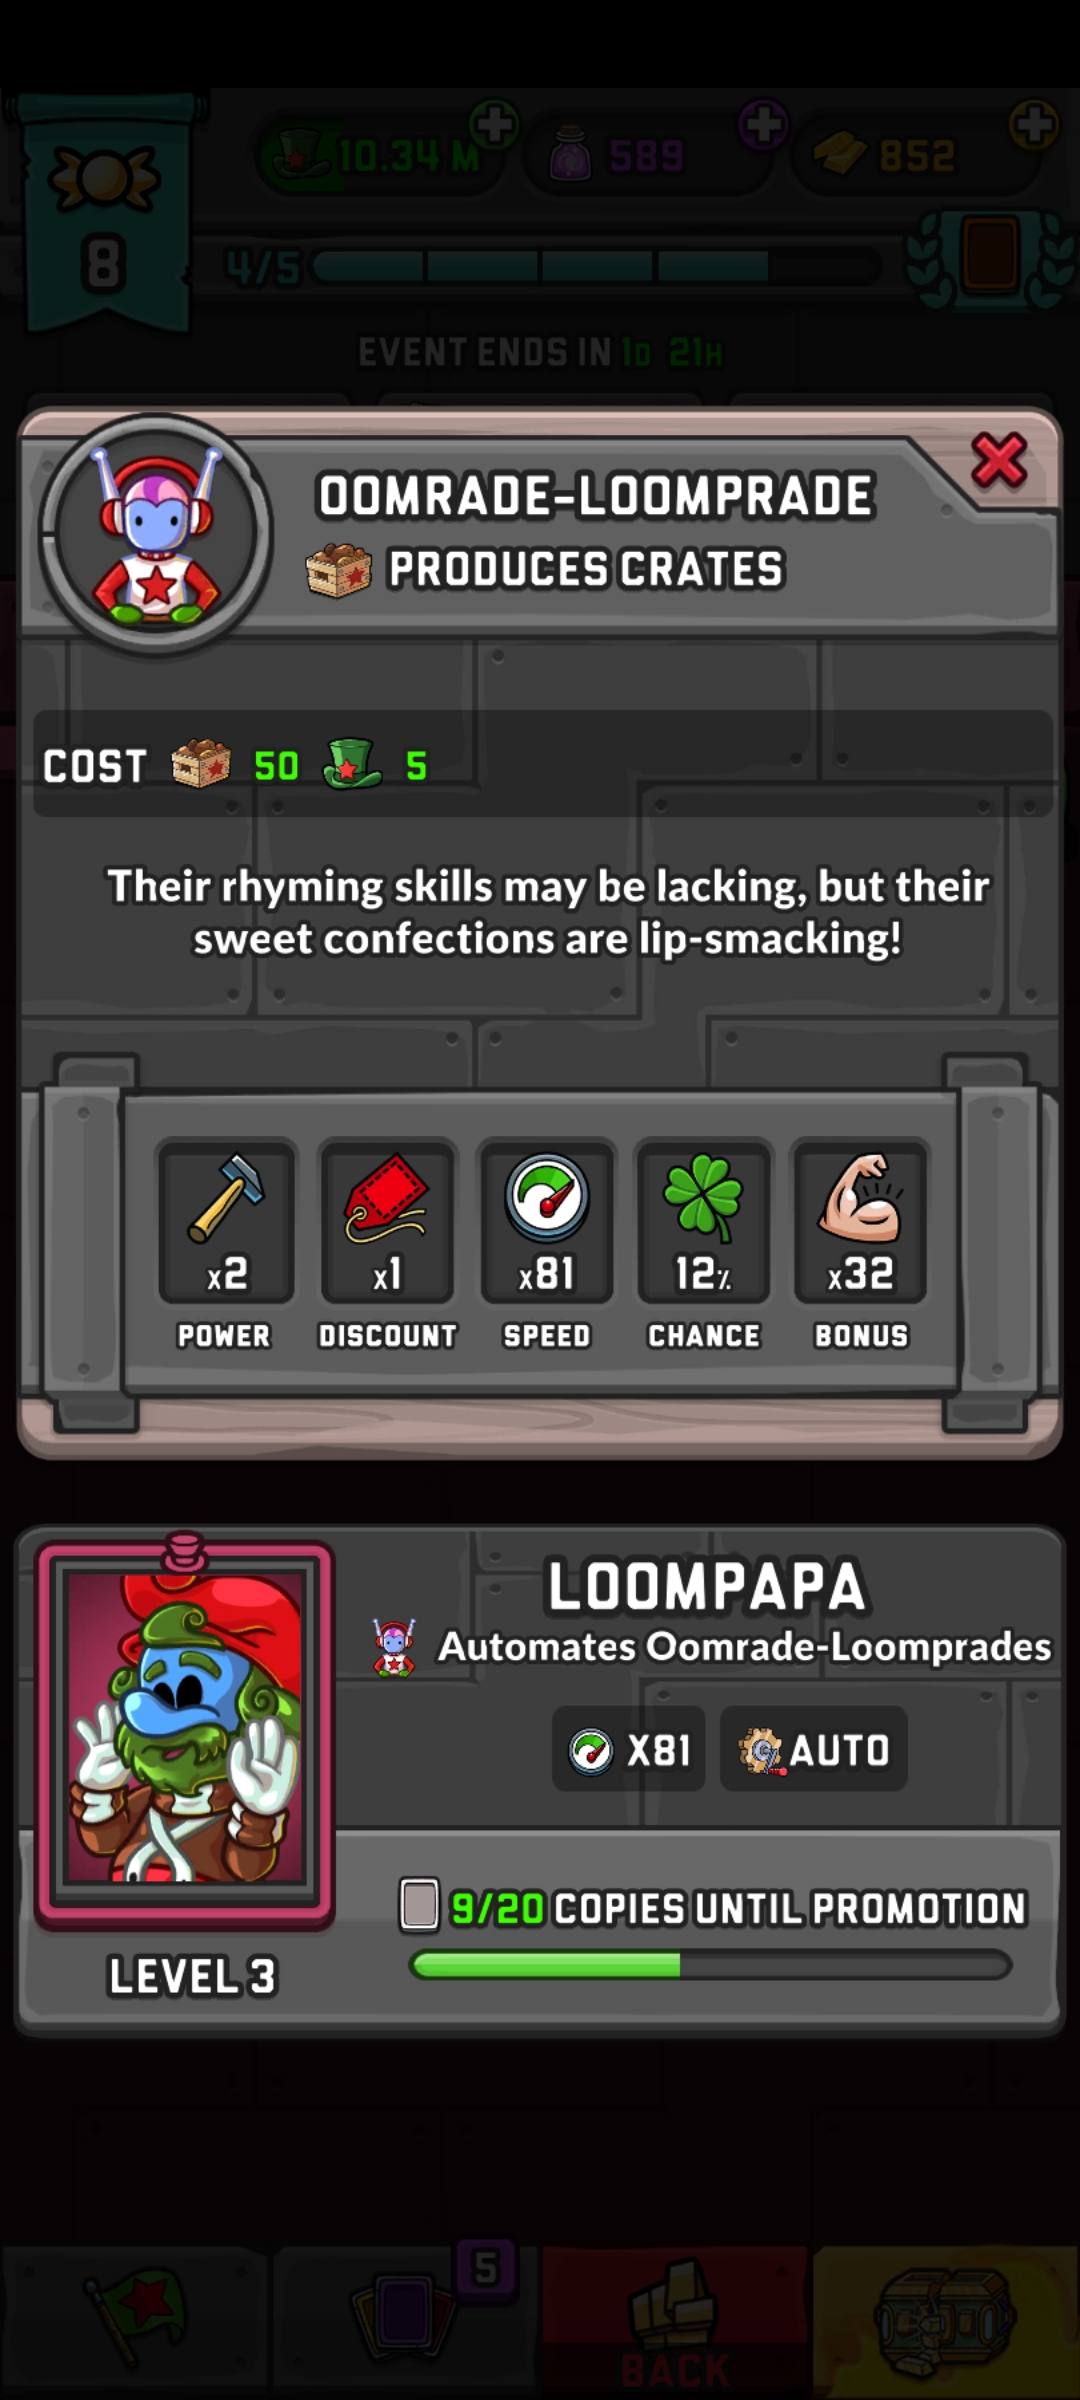 10.34 M 589 852
8
4/5
EVENT ENDS IN 1D 21H
OOMRADE-LOOMPRADE
PRODUCES CRATES
COST 50 5
Their rhyming skills may be lacking, but their
sweet confections are lip-smacking!
x2 x1 x81 12% x32
POWER DISCOUNT SPEED CHANCE BONUS
LOOMPAPA
Automates Oomrade-Loomprades
X81 AUTO
9/20 COPIES UNTIL PROMOTION
LEVEL 3
5
BACK